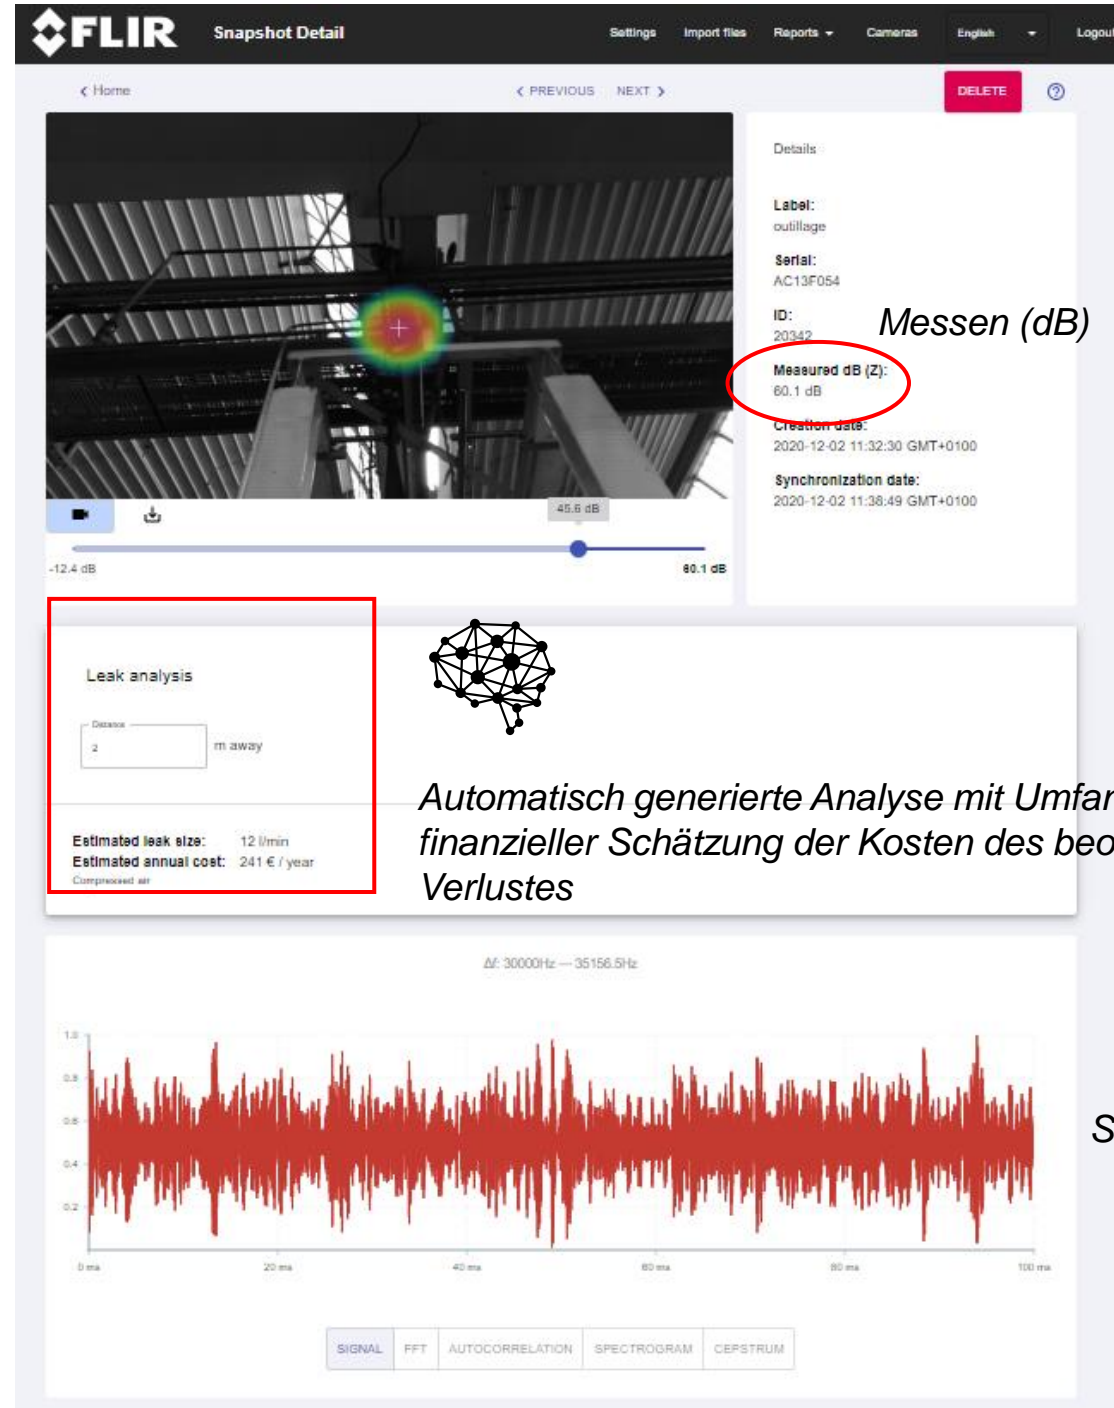 FLIR Snapshot Detail Settings Import files Reports Cameras English Logout
Home PREVIOUS NEXT DELETE
Details
Label:
outillage
Serial:
AC13F054
ID:
20342
Messen (dB)
Measured dB (Z):
60.1 dB
Creation date:
2020-12-02 11:32:30 GMT+0100
Synchronization date:
2020-12-02 11:38:49 GMT+0100
45.6 dB
-12.4 dB 60.1 dB
Leak analysis
Distance
2 m away
Automatisch generierte Analyse mit Umfan
finanzieller Schätzung der Kosten des beo
Verlustes
Estimated leak size: 12 l/min
Estimated annual cost: 241 € / year
Compressed air
Δf: 30000Hz — 35156.5Hz
1.0
0.8
0.6
0.4
0.2
S
0 ms 20 ms 40 ms 60 ms 80 ms 100 ms
SIGNAL FFT AUTOCORRELATION SPECTROGRAM CEPSTRUM